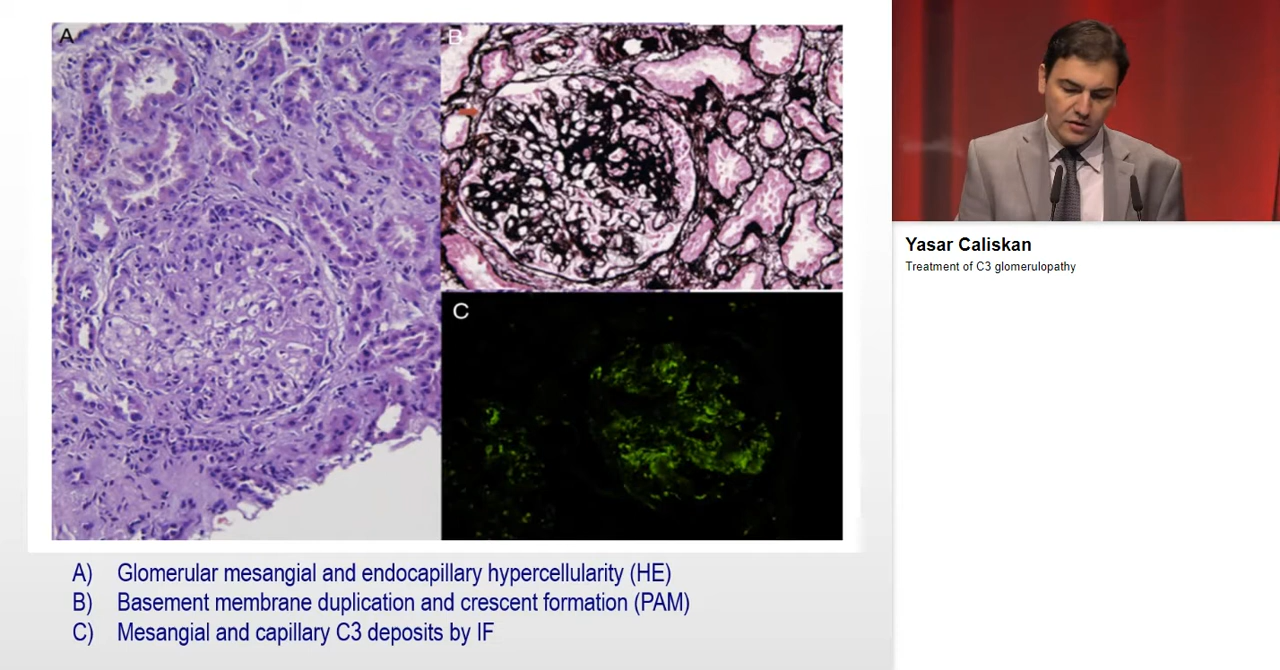 A
B
C
A) Glomerular mesangial and endocapillary hypercellularity (HE)
B) Basement membrane duplication and crescent formation (PAM)
C) Mesangial and capillary C3 deposits by IF
Yasar Caliskan
Treatment of C3 glomerulopathy